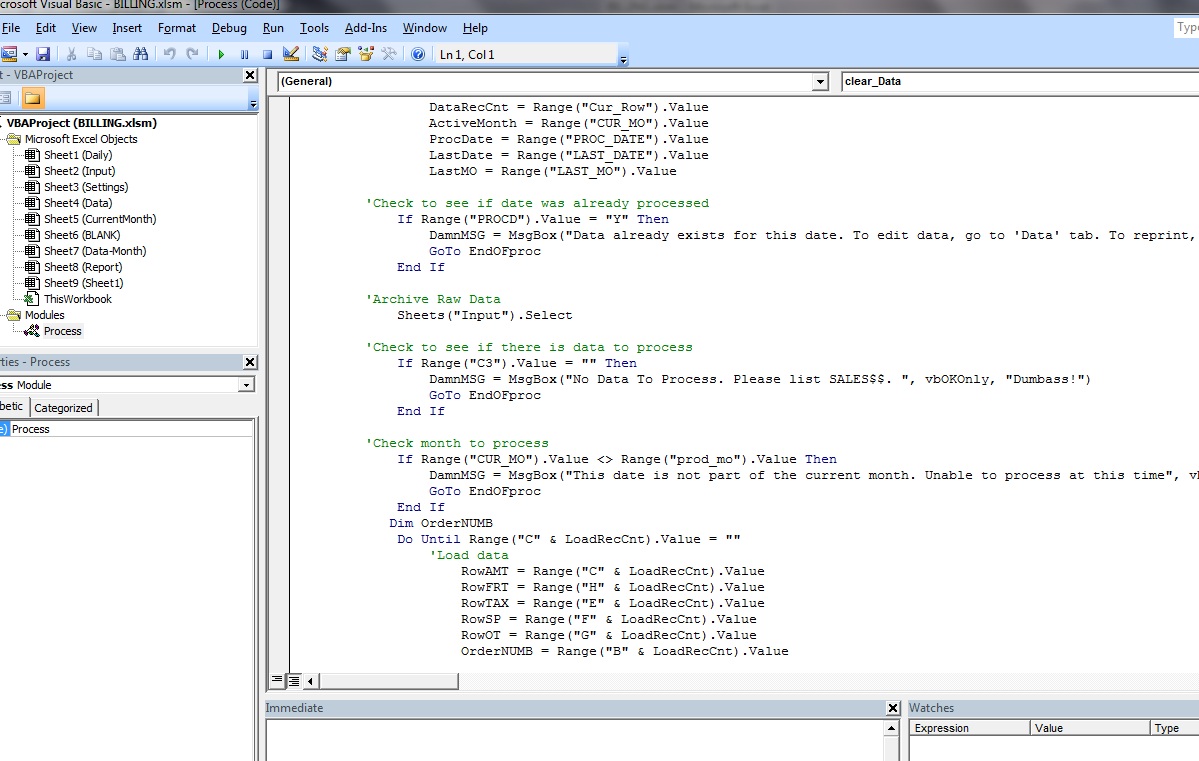 crosoft Visual Basic - BILLING.xlsm - [Process (Code)]
File Edit View Insert Format Debug Run Tools Add-Ins Window Help
Type
Ln 1, Col 1
t - VBAProject
(General)
clear_Data
VBAProject (BILLING.xlsm)
Microsoft Excel Objects
Sheet1 (Daily)
Sheet2 (Input)
Sheet3 (Settings)
Sheet4 (Data)
Sheet5 (CurrentMonth)
Sheet6 (BLANK)
Sheet7 (Data-Month)
Sheet8 (Report)
Sheet9 (Sheet1)
ThisWorkbook
Modules
Process
ties - Process
ess Module
betic Categorized
e) Process
DataRecCnt = Range("Cur_Row").Value
ActiveMonth = Range("CUR_MO").Value
ProcDate = Range("PROC_DATE").Value
LastDate = Range("LAST_DATE").Value
LastMO = Range("LAST_MO").Value
'Check to see if date was already processed
If Range("PROCD").Value = "Y" Then
DamnMSG = MsgBox("Data already exists for this date. To edit data, go to 'Data' tab. To reprint,
GoTo EndOFproc
End If
'Archive Raw Data
Sheets("Input").Select
'Check to see if there is data to process
If Range("C3").Value = "" Then
DamnMSG = MsgBox("No Data To Process. Please list SALES$$. ", vbOKOnly, "Dumbass!")
GoTo EndOFproc
End If
'Check month to process
If Range("CUR_MO").Value <> Range("prod_mo").Value Then
DamnMSG = MsgBox("This date is not part of the current month. Unable to process at this time", vb
GoTo EndOFproc
End If
Dim OrderNUMB
Do Until Range("C" & LoadRecCnt).Value = ""
'Load data
RowAMT = Range("C" & LoadRecCnt).Value
RowFRT = Range("H" & LoadRecCnt).Value
RowTAX = Range("E" & LoadRecCnt).Value
RowSP = Range("F" & LoadRecCnt).Value
RowOT = Range("G" & LoadRecCnt).Value
OrderNUMB = Range("B" & LoadRecCnt).Value
Immediate
Watches
Expression Value Type